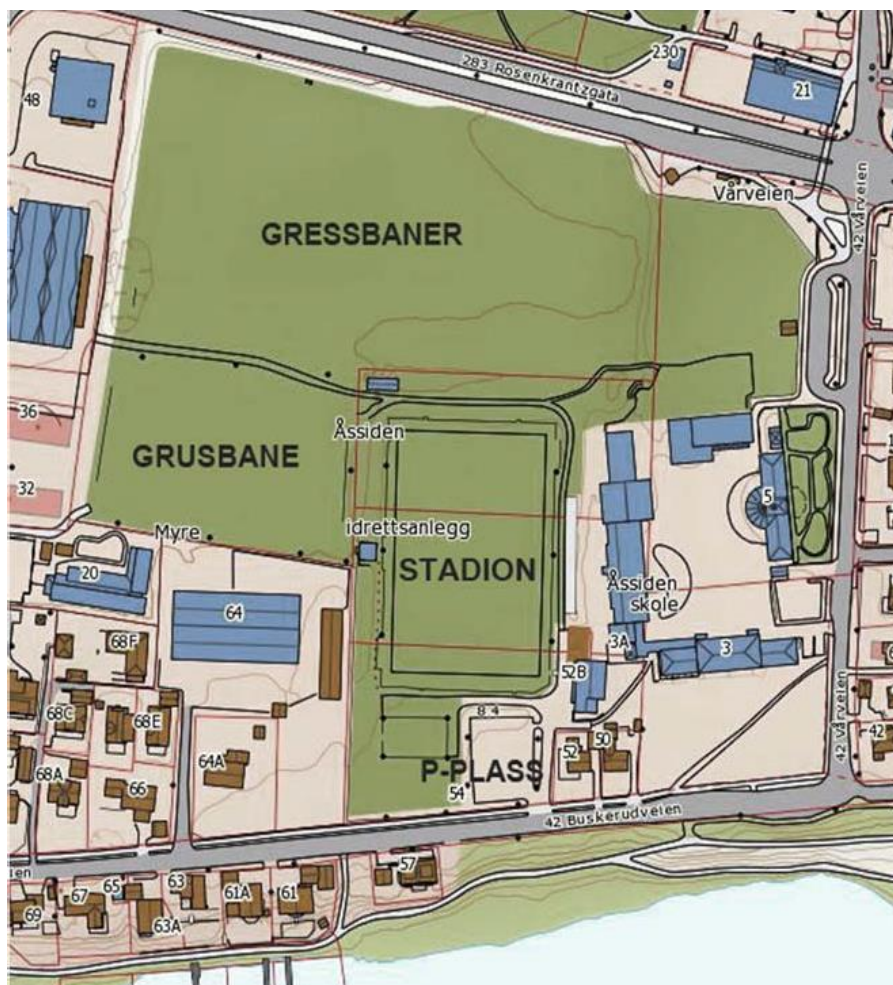 230
283 Rosenkrantzgata
48
21
Vårveien
42 Vårveien
GRESSBANER
36
Åssiden
GRUSBANE
32
5
Myre
idrettsanlegg
20
STADION
Åssiden
skole
64
68F
3A
3
52B
68C
68E
8 4
42 Vårveien
52
50
42
64A
P-PLASS
68A
66
54
42 Buskerudveien
57
ien
67
65
63
61A
61
69
63A